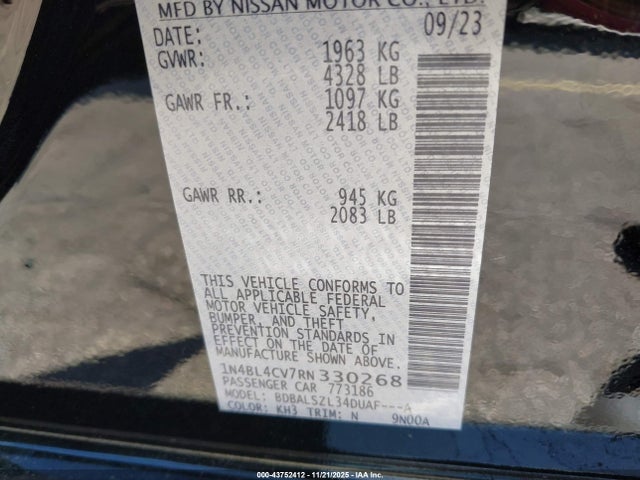 MFD BY NISSAN MOTOR CO., LTD.
DATE: 09/23
GVWR: 1963 KG
4328 LB
GAWR FR.: 1097 KG
2418 LB
GAWR RR.: 945 KG
2083 LB
THIS VEHICLE CONFORMS TO
ALL APPLICABLE FEDERAL
MOTOR VEHICLE SAFETY,
BUMPER, AND THEFT
PREVENTION STANDARDS IN
EFFECT ON THE DATE OF
MANUFACTURE SHOWN ABOVE.
1N4BL4CV7RN330268
PASSENGER CAR 773186
MODEL: BDBALSZL34DUAF---A
COLOR: KH3 TRIM: N 9N00A
000-43752412 - 11/21/2025 - IAA Inc.